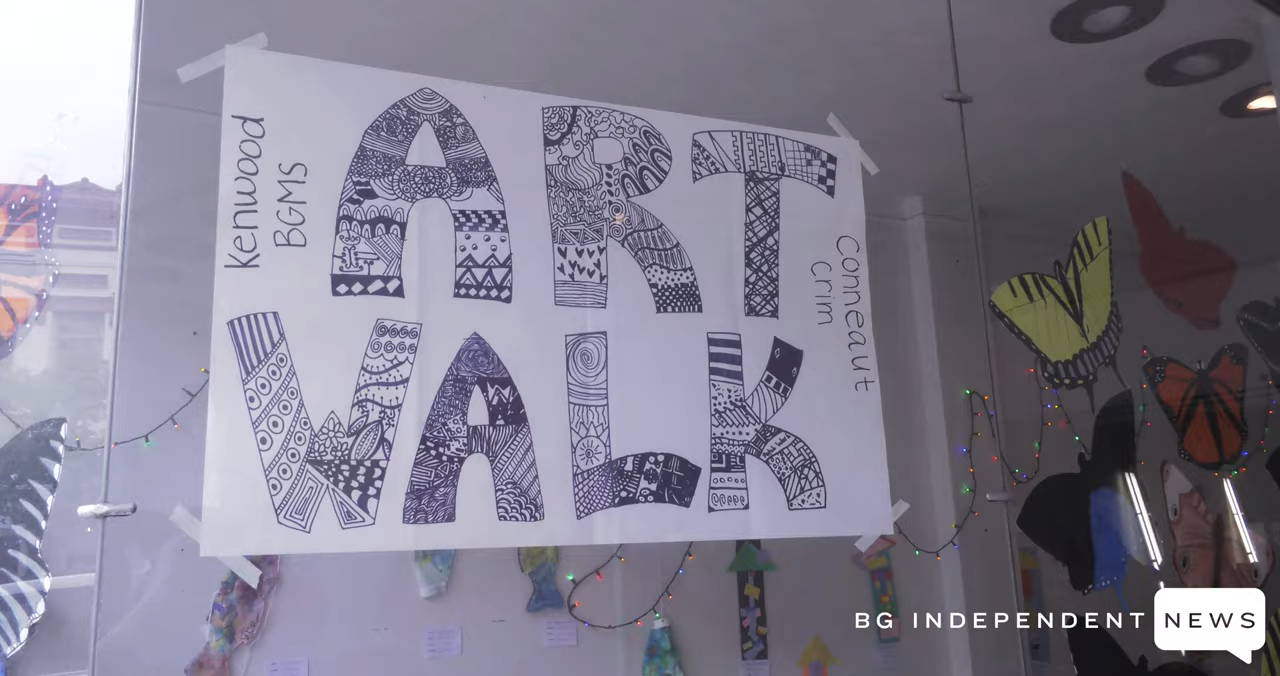 Kenwood
BGMS
ART
Conneaut
Crim
WALK
BG INDEPENDENT NEWS